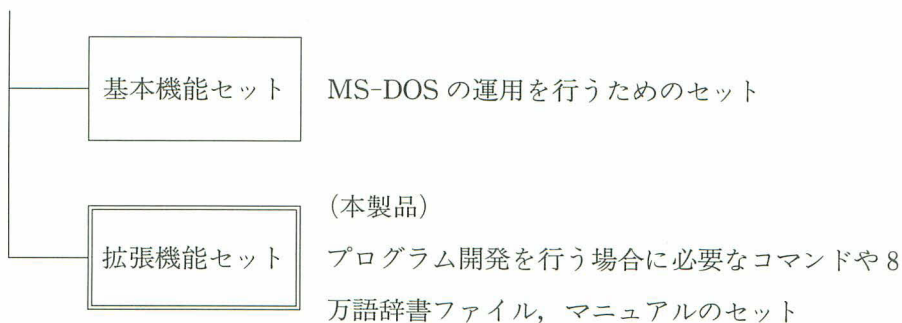 基本機能セット
MS-DOSの運用を行うためのセット
(本製品)
拡張機能セット
プログラム開発を行う場合に必要なコマンドや8
万語辞書ファイル，マニュアルのセット